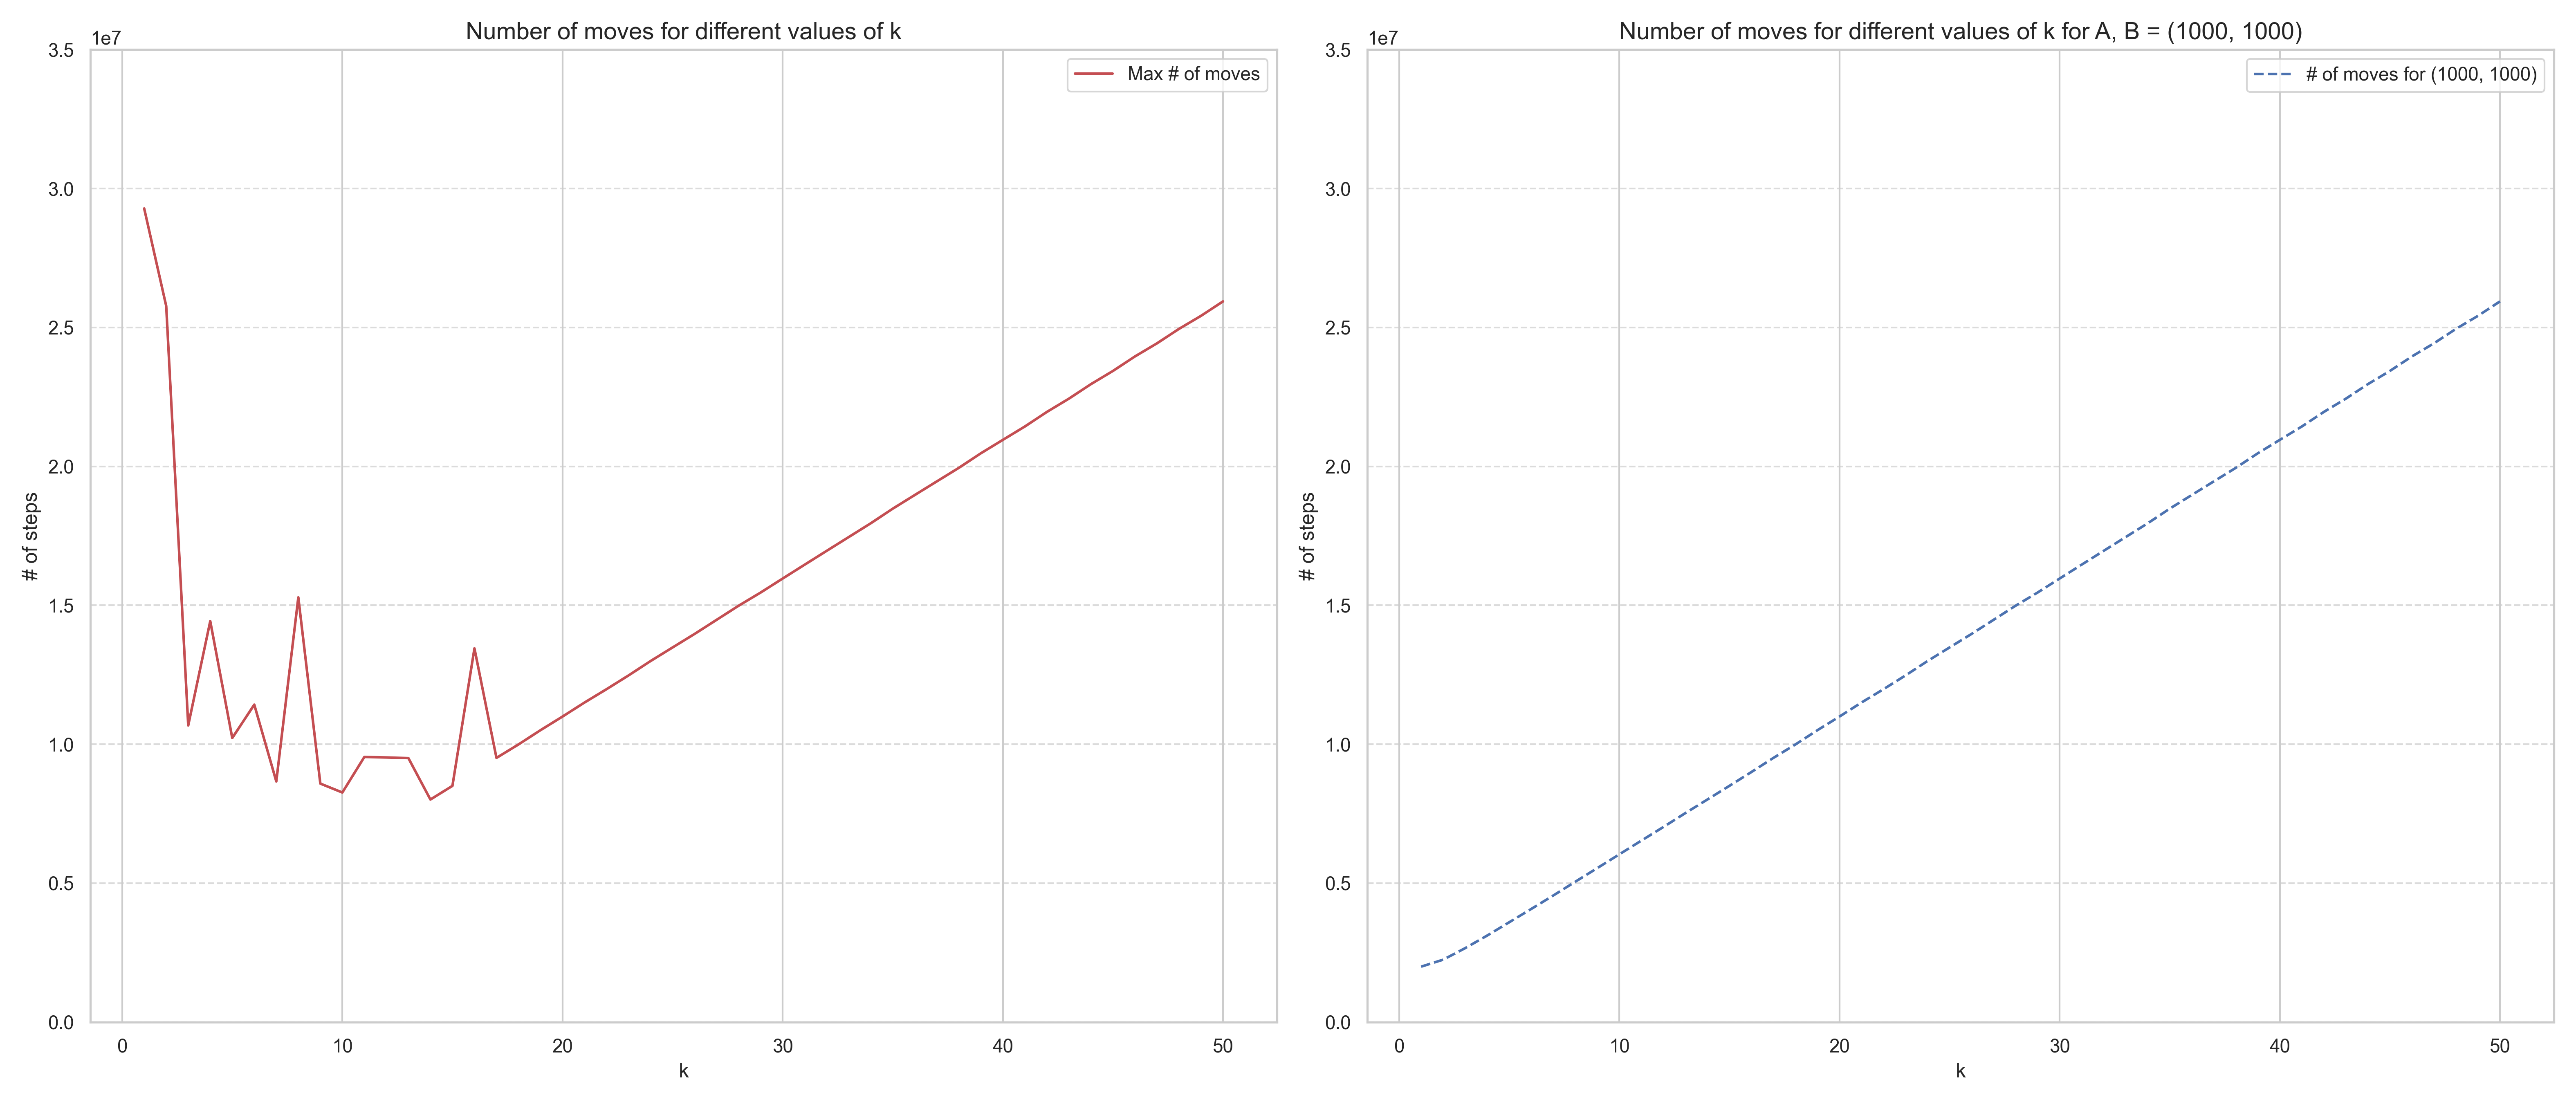 Number of moves for different values of k
1e7
Max # of moves
3.5
3.0
2.5
2.0
1.5
1.0
0.5
0.0
# of steps
0 10 20 30 40 50
k
Number of moves for different values of k for A, B = (1000, 1000)
1e7
# of moves for (1000, 1000)
3.5
3.0
2.5
2.0
1.5
1.0
0.5
0.0
# of steps
0 10 20 30 40 50
k